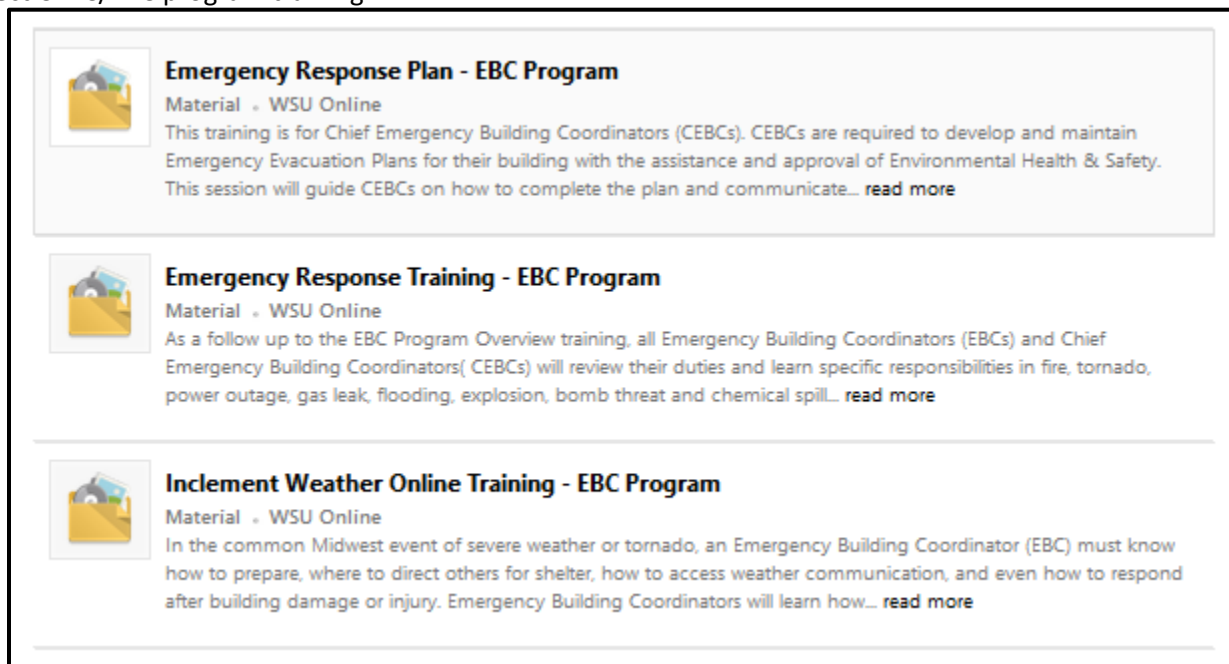 Emergency Response Plan - EBC Program
Material • WSU Online
This training is for Chief Emergency Building Coordinators (CEBCs). CEBCs are required to develop and maintain
Emergency Evacuation Plans for their building with the assistance and approval of Environmental Health & Safety.
This session will guide CEBCs on how to complete the plan and communicate... read more
Emergency Response Training - EBC Program
Material • WSU Online
As a follow up to the EBC Program Overview training, all Emergency Building Coordinators (EBCs) and Chief
Emergency Building Coordinators( CEBCs) will review their duties and learn specific responsibilities in fire, tornado,
power outage, gas leak, flooding, explosion, bomb threat and chemical spill... read more
Inclement Weather Online Training - EBC Program
Material • WSU Online
In the common Midwest event of severe weather or tornado, an Emergency Building Coordinator (EBC) must know
how to prepare, where to direct others for shelter, how to access weather communication, and even how to respond
after building damage or injury. Emergency Building Coordinators will learn how... read more